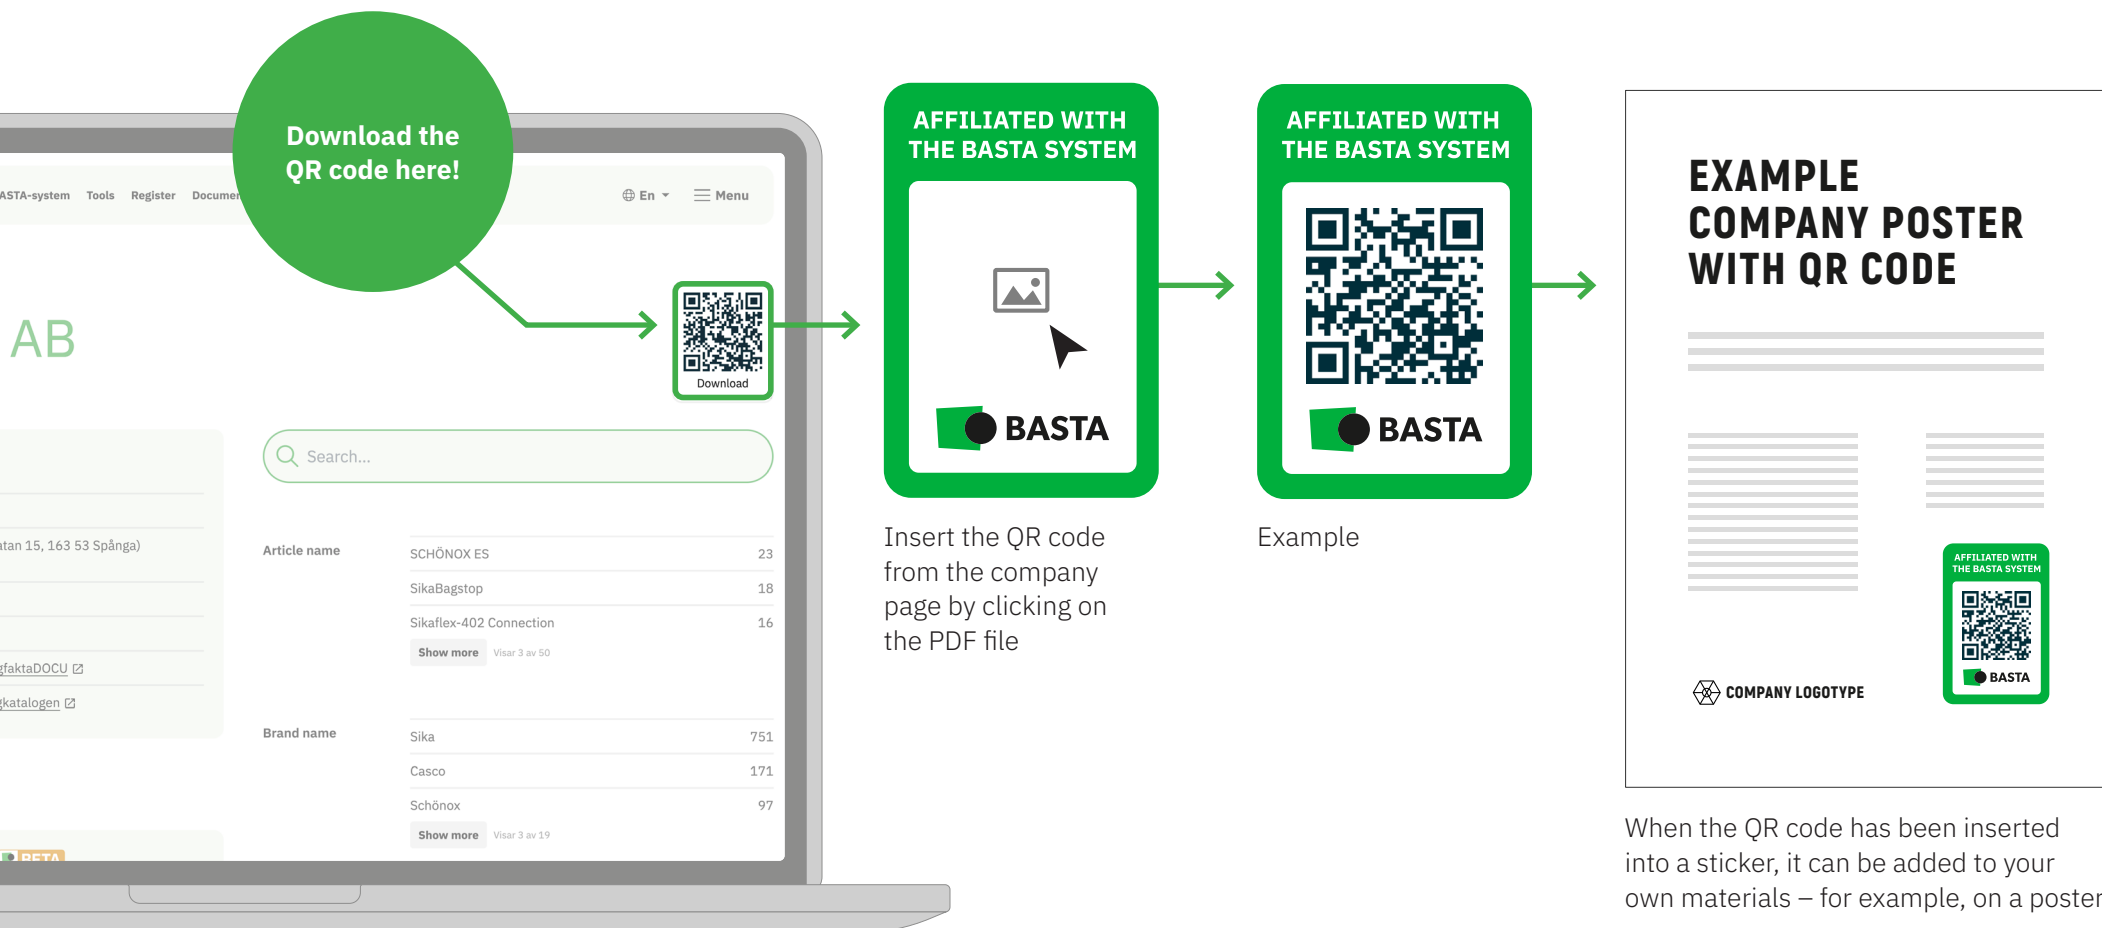 Download the
QR code here!
Tools Register
En
Menu
AB
Download
Search...
15, 163 53 Spånga)
Article name
SCHÖNOX ES 23
SikaBagstop 18
Sikaflex-402 Connection 16
Show more Visar 3 av 50
Brand name
Sika 751
Casco 171
Schönox 97
Show more Visar 3 av 19
AFFILIATED WITH
THE BASTA SYSTEM
BASTA
Insert the QR code
from the company
page by clicking on
the PDF file
AFFILIATED WITH
THE BASTA SYSTEM
BASTA
Example
EXAMPLE
COMPANY POSTER
WITH QR CODE
AFFILIATED WITH
THE BASTA SYSTEM
BASTA
COMPANY LOGOTYPE
When the QR code has been inserted
into a sticker, it can be added to your
own materials – for example, on a poster